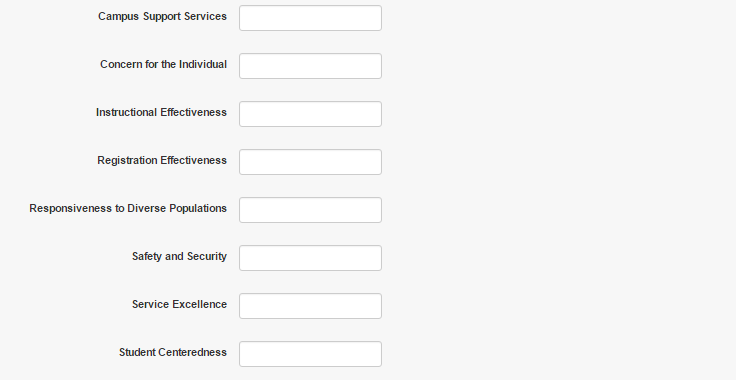 Campus Support Services
Concern for the Individual
Instructional Effectiveness
Registration Effectiveness
Responsiveness to Diverse Populations
Safety and Security
Service Excellence
Student Centeredness